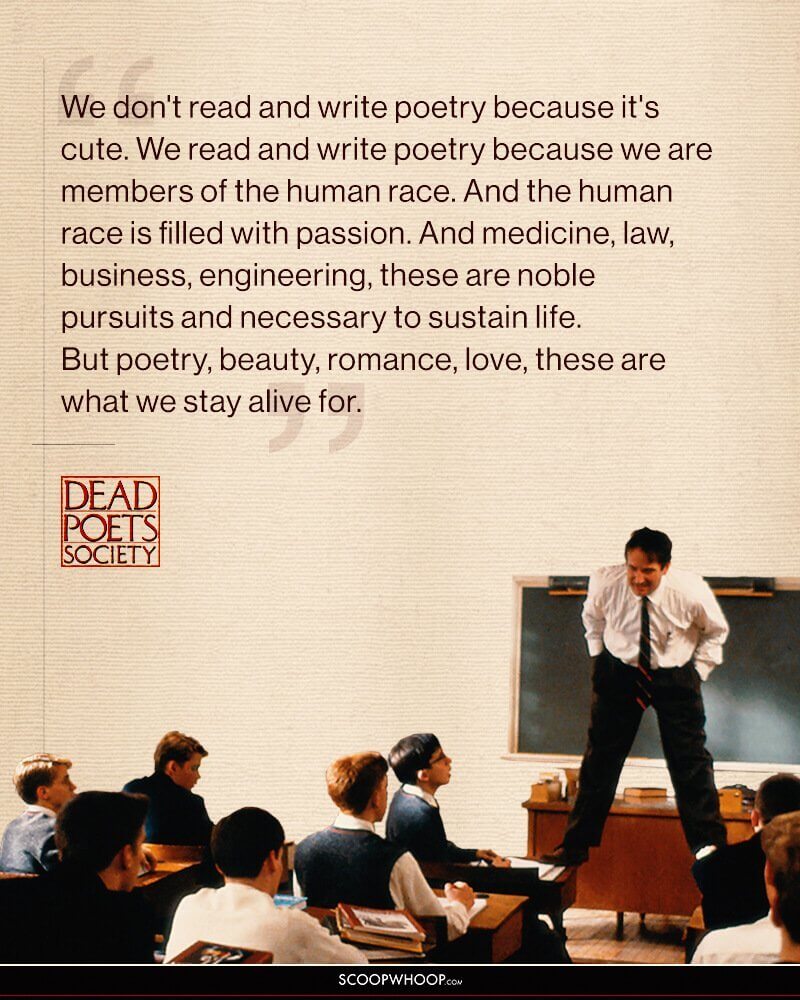 We don't read and write poetry because it's
cute. We read and write poetry because we are
members of the human race. And the human
race is filled with passion. And medicine, law,
business, engineering, these are noble
pursuits and necessary to sustain life.
But poetry, beauty, romance, love, these are
what we stay alive for.
DEAD
POETS
SOCIETY
SCOOPWHOOP.COM